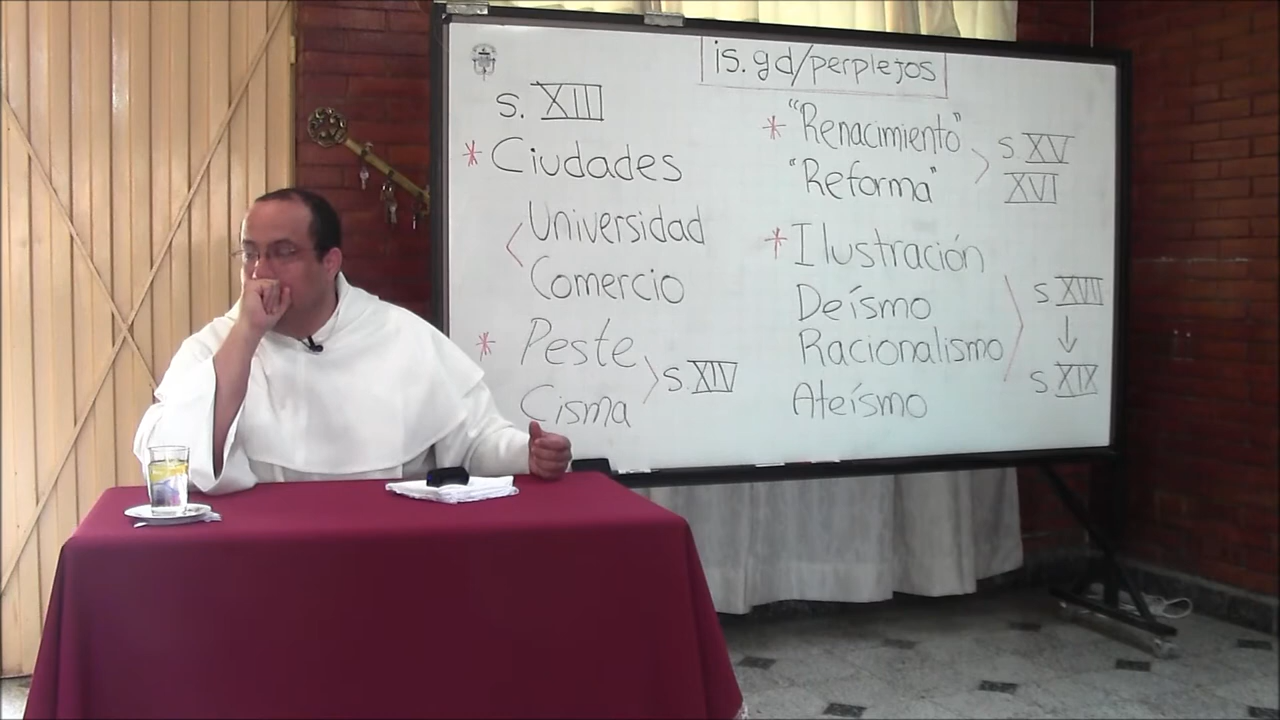 is.gd/perplejos
s. XIII
* Ciudades
Universidad
Comercio
* Peste
Cisma
s. XIV
* "Renacimiento"
"Reforma"
s. XV
XVI
* Ilustración
Deísmo
Racionalismo
Ateísmo
s. XVII
↓
s. XIX